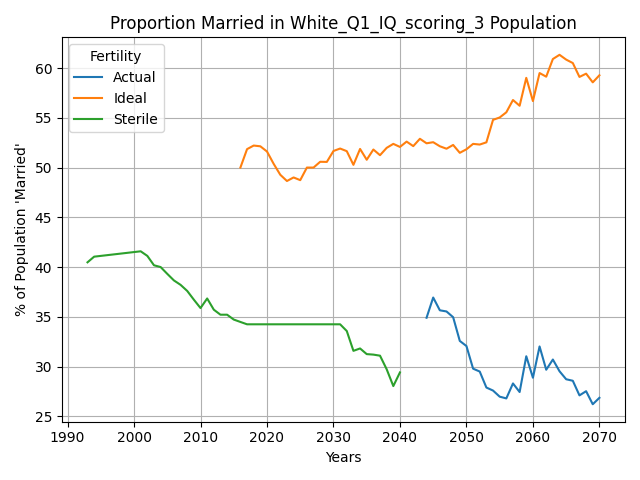 Proportion Married in White_Q1_IQ_scoring_3 Population
Fertility
Actual
Ideal
Sterile
% of Population 'Married'
60
55
50
45
40
35
30
25
1990 2000 2010 2020 2030 2040 2050 2060 2070
Years